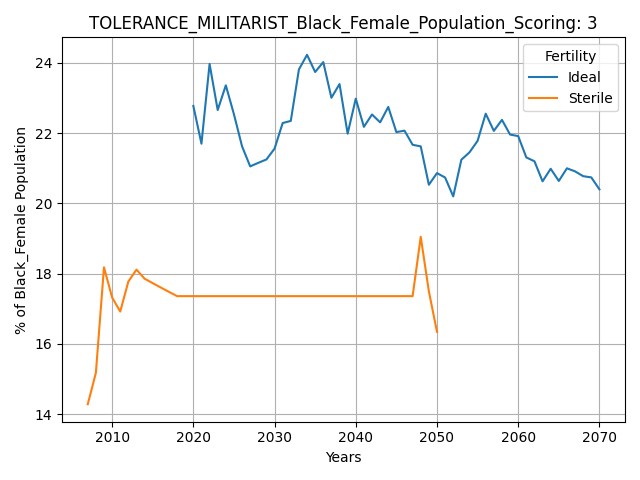 TOLERANCE_MILITARIST_Black_Female_Population_Scoring: 3
Fertility
Ideal
Sterile
% of Black_Female Population
24
22
20
18
16
14
2010 2020 2030 2040 2050 2060 2070
Years